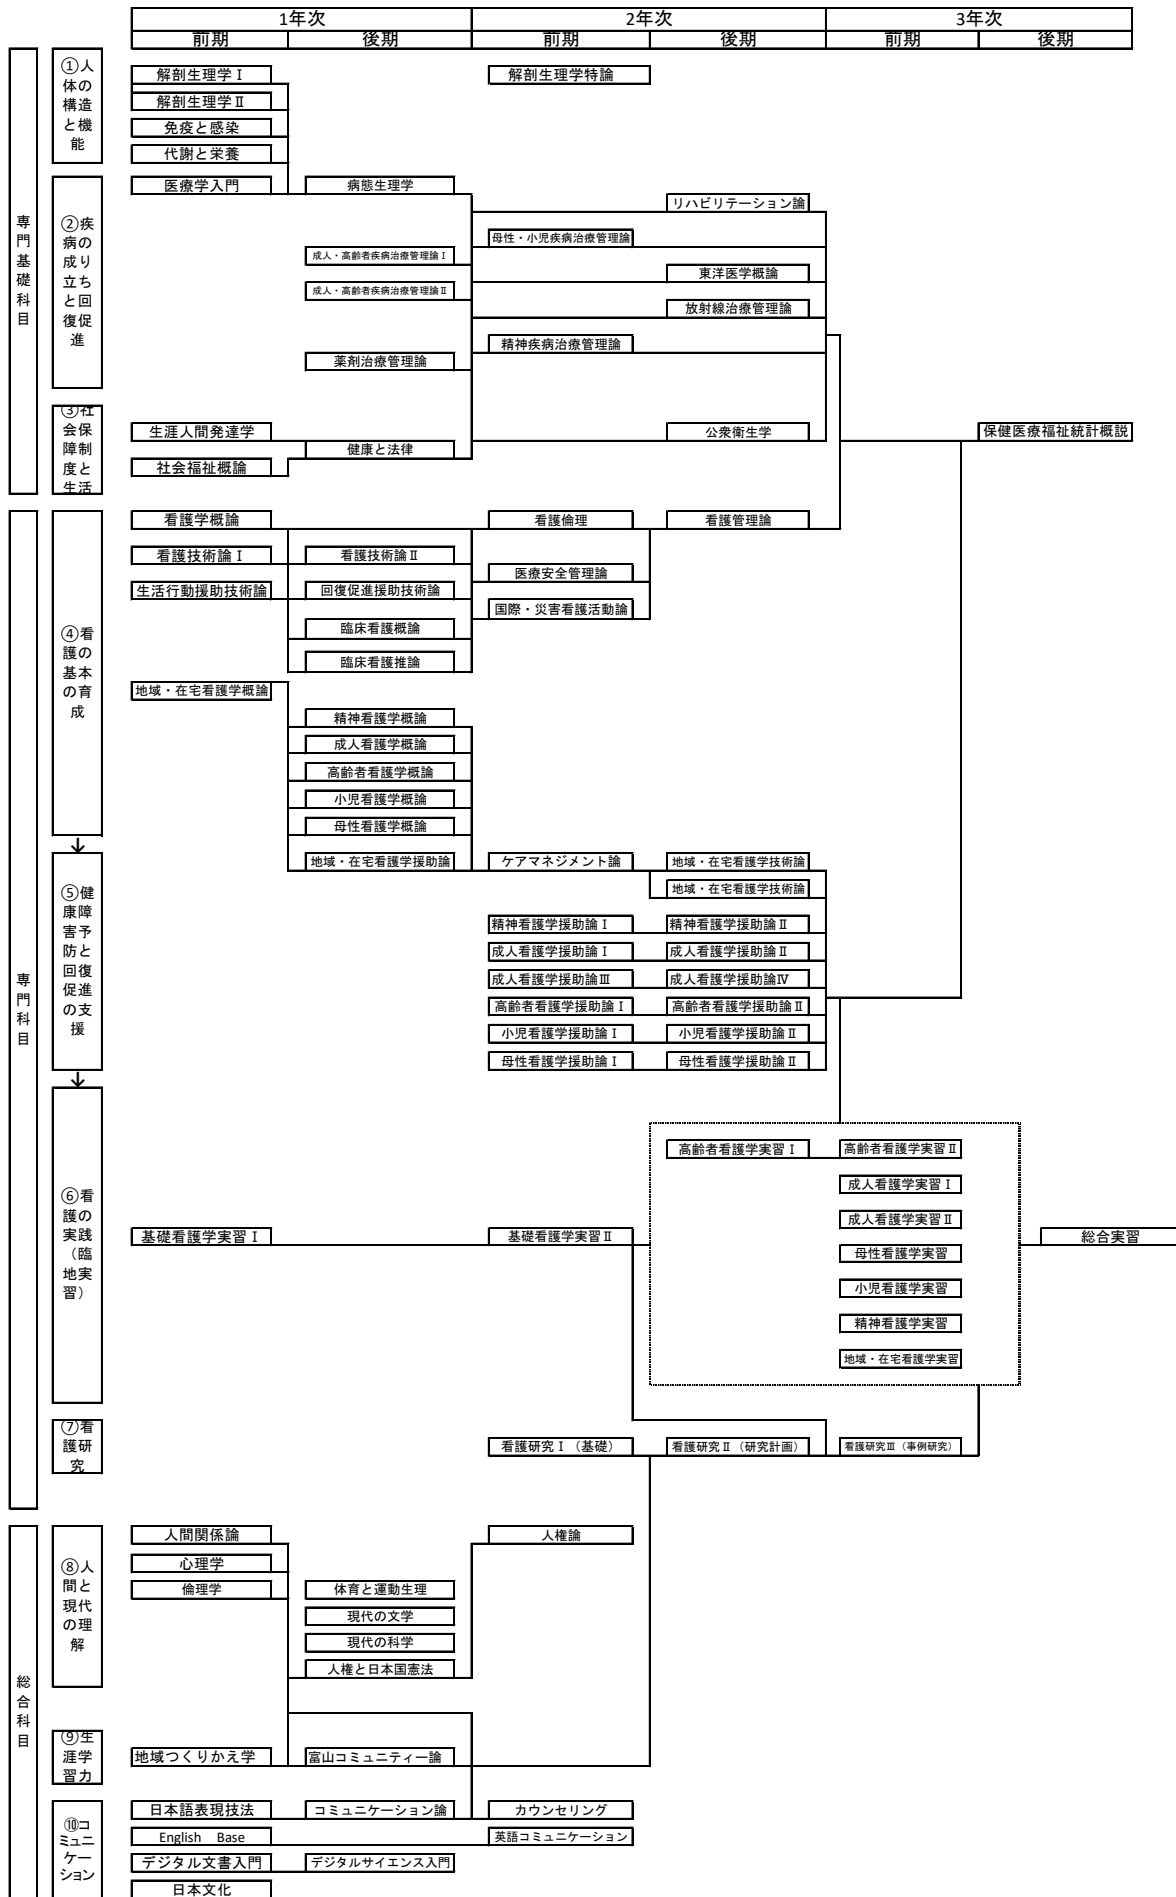 1年次 2年次 3年次
前期 後期 前期 後期 前期 後期
専門基礎科目
①人体の構造と機能
解剖生理学Ⅰ 解剖生理学特論
解剖生理学Ⅱ
免疫と感染
代謝と栄養
②疾病の成り立ちと回復促進
医療学入門 病態生理学
リハビリテーション論
母性・小児疾病治療管理論
成人・高齢者疾病治療管理論Ⅰ
東洋医学概論
成人・高齢者疾病治療管理論Ⅱ
放射線治療管理論
精神疾病治療管理論
薬剤治療管理論
③社会保障制度と生活
生涯人間発達学 公衆衛生学 保健医療福祉統計概説
健康と法律
社会福祉概論
専門科目
④看護の基本の育成
看護学概論 看護倫理 看護管理論
看護技術論Ⅰ 看護技術論Ⅱ
医療安全管理論
生活行動援助技術論 回復促進援助技術論
国際・災害看護活動論
臨床看護概論
臨床看護推論
地域・在宅看護学概論
精神看護学概論
成人看護学概論
高齢者看護学概論
小児看護学概論
母性看護学概論
↓
⑤健康障害予防と回復促進の支援
地域・在宅看護学援助論 ケアマネジメント論 地域・在宅看護学技術論
地域・在宅看護学技術論
精神看護学援助論Ⅰ 精神看護学援助論Ⅱ
成人看護学援助論Ⅰ 成人看護学援助論Ⅱ
成人看護学援助論Ⅲ 成人看護学援助論Ⅳ
高齢者看護学援助論Ⅰ 高齢者看護学援助論Ⅱ
小児看護学援助論Ⅰ 小児看護学援助論Ⅱ
母性看護学援助論Ⅰ 母性看護学援助論Ⅱ
↓
⑥看護の実践（臨地実習）
高齢者看護学実習Ⅰ 高齢者看護学実習Ⅱ
成人看護学実習Ⅰ
成人看護学実習Ⅱ
基礎看護学実習Ⅰ 基礎看護学実習Ⅱ 総合実習
母性看護学実習
小児看護学実習
精神看護学実習
地域・在宅看護学実習
⑦看護研究
看護研究Ⅰ（基礎） 看護研究Ⅱ（研究計画） 看護研究Ⅲ（事例研究）
総合科目
⑧人間と現代の理解
人間関係論 人権論
心理学
倫理学 体育と運動生理
現代の文学
現代の科学
人権と日本国憲法
⑨生涯学習力
地域つくりかえ学 富山コミュニティー論
⑩コミュニケーション
日本語表現技法 コミュニケーション論 カウンセリング
English Base 英語コミュニケーション
デジタル文書入門 デジタルサイエンス入門
日本文化